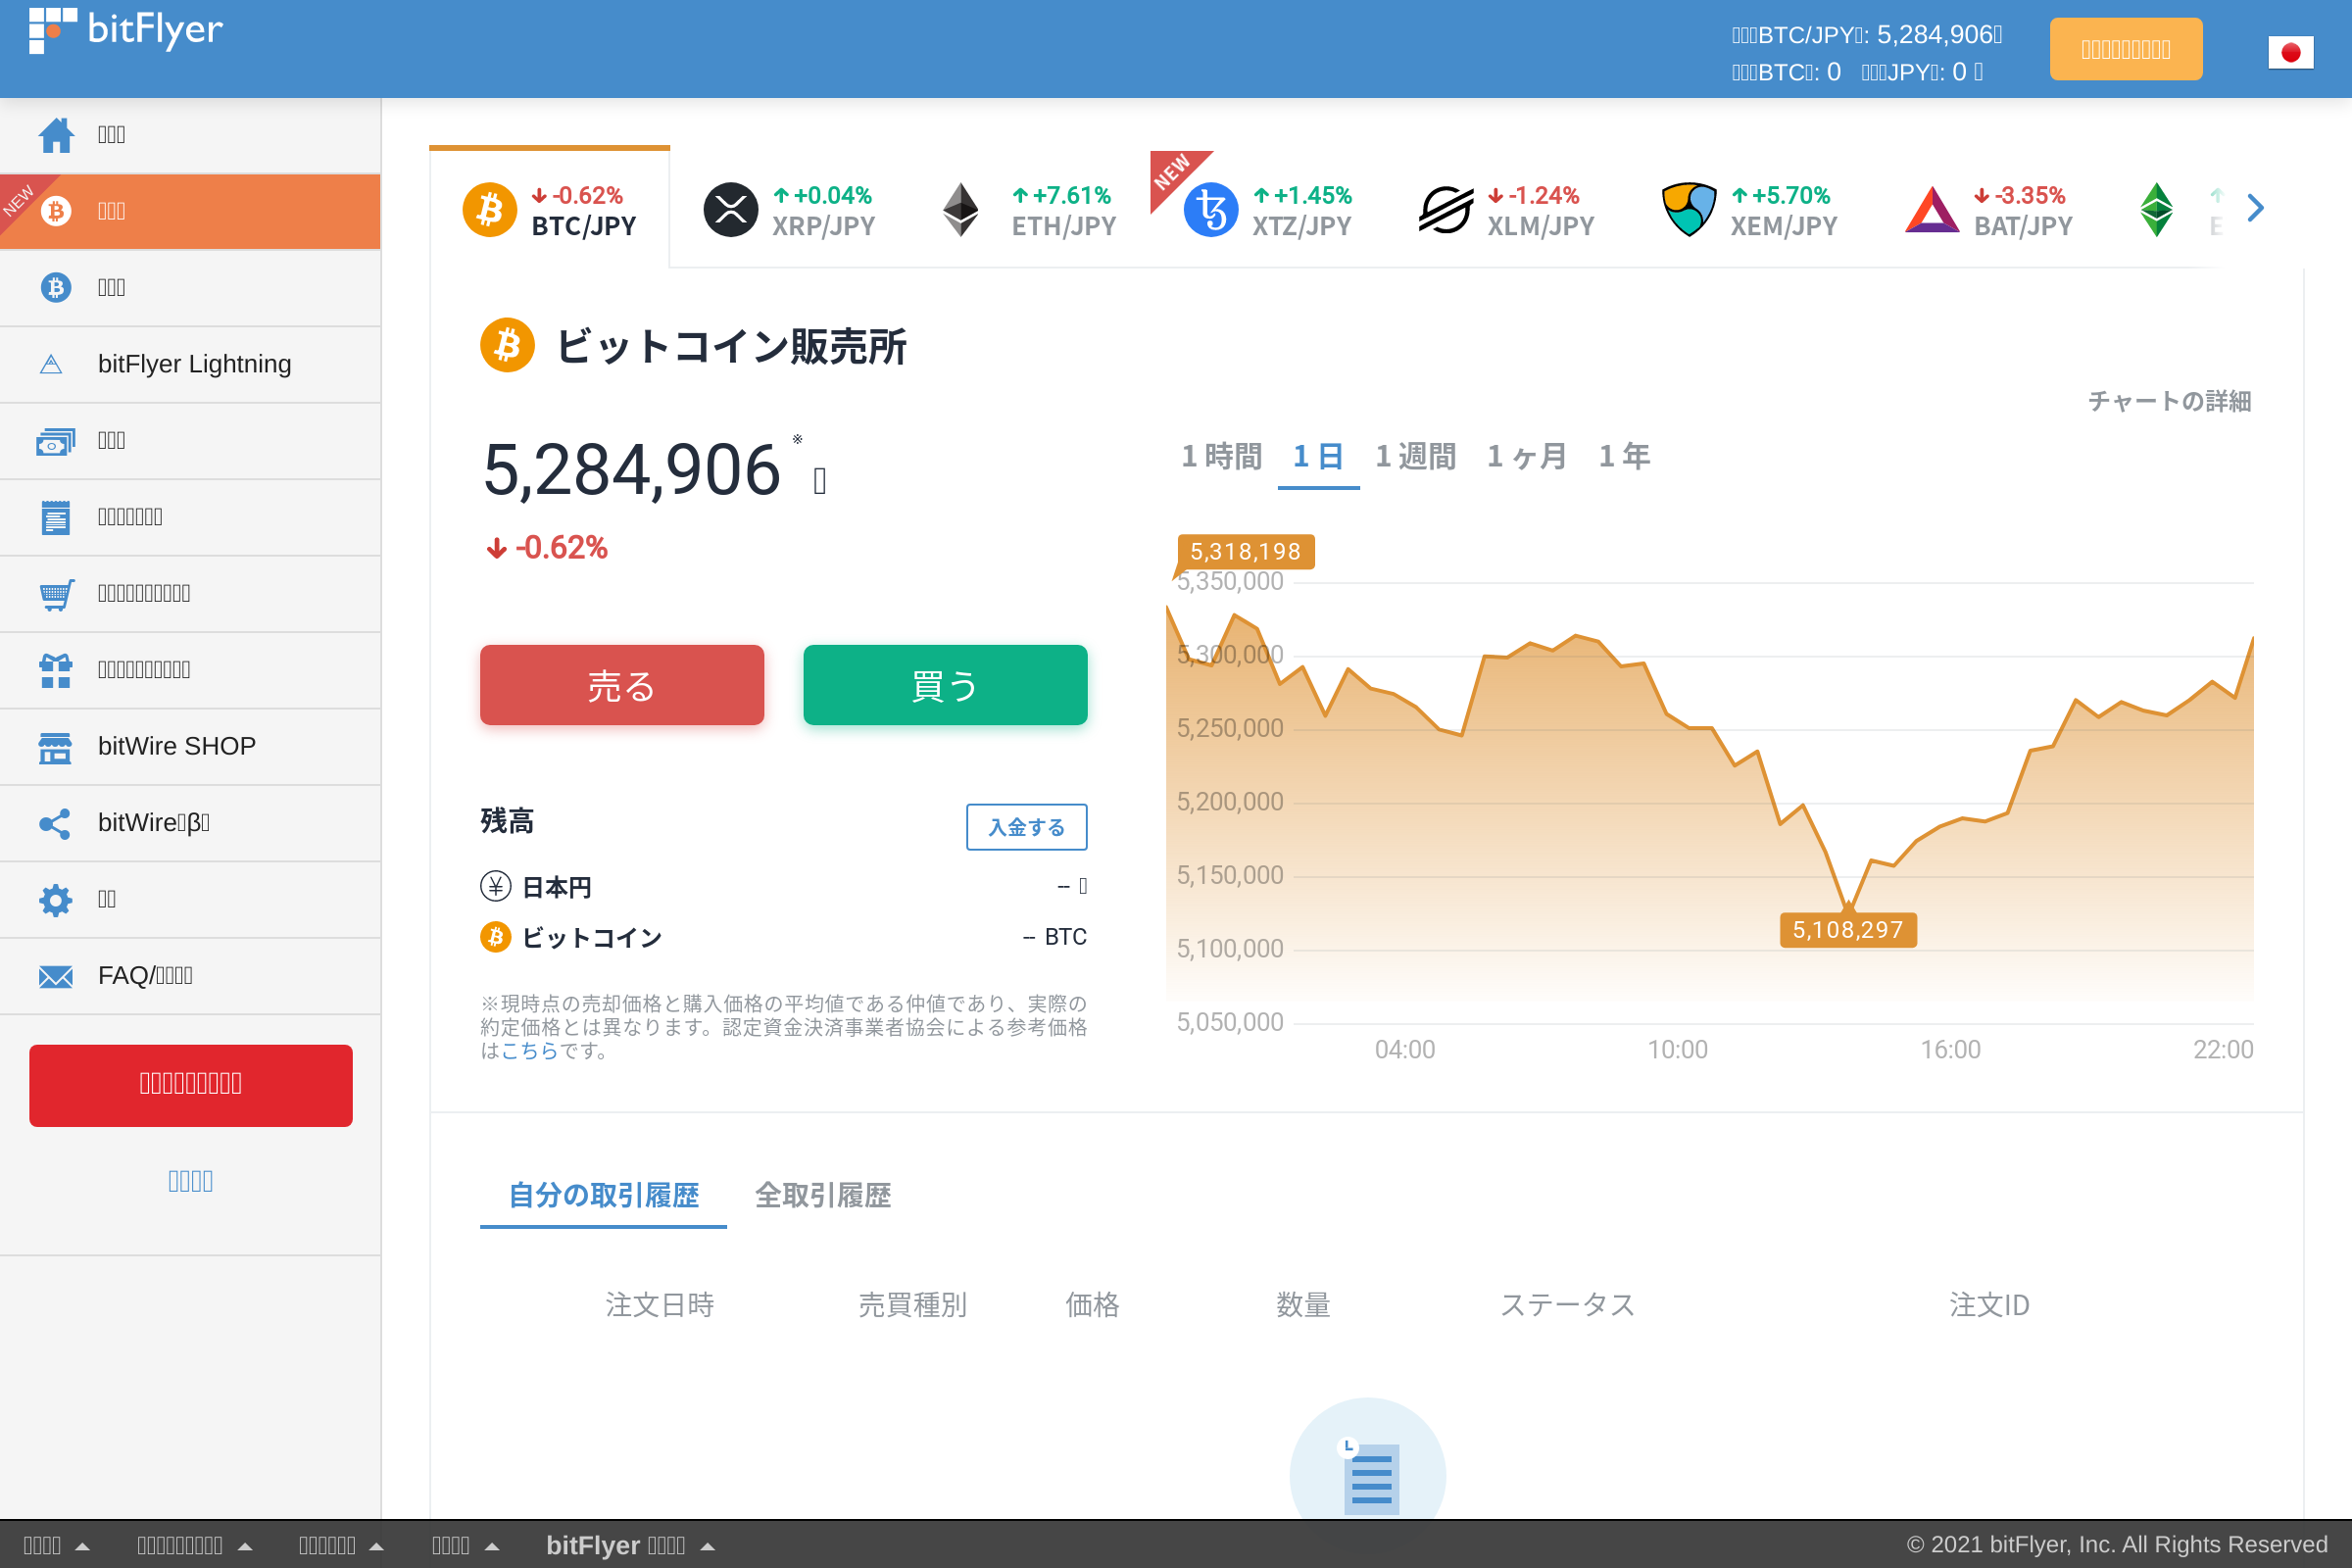 bitFlyer
BTC/JPY: 5,284,906
BTC: 0 JPY: 0
NEW
bitFlyer Lightning
bitWire SHOP
bitWire β
FAQ/
-0.62%
BTC/JPY
+0.04%
XRP/JPY
+7.61%
ETH/JPY
NEW
+1.45%
XTZ/JPY
-1.24%
XLM/JPY
+5.70%
XEM/JPY
-3.35%
BAT/JPY
ビットコイン販売所
チャートの詳細
5,284,906 ※
-0.62%
1 時間 1 日 1 週間 1 ヶ月 1 年
売る 買う
残高 入金する
日本円 --
ビットコイン -- BTC
※現時点の売却価格と購入価格の平均値である仲値であり、実際の
約定価格とは異なります。認定資金決済事業者協会による参考価格
はこちらです。
5,318,198
5,350,000
5,300,000
5,250,000
5,200,000
5,150,000
5,108,297
5,100,000
5,050,000
04:00 10:00 16:00 22:00
自分の取引履歴 全取引履歴
注文日時 売買種別 価格 数量 ステータス 注文ID
bitFlyer
© 2021 bitFlyer, Inc. All Rights Reserved